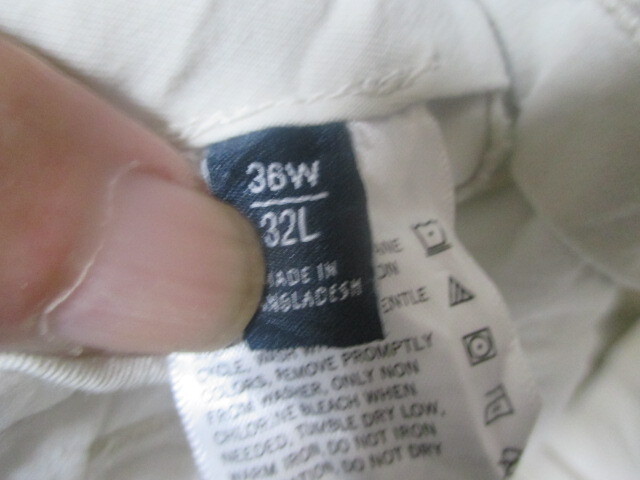 36W
32L
MADE IN
BANGLADESH
ENTLE
CYCLE, WASH
COLORS, REMOVE PROMPTLY
FROM WASHER, ONLY NON
CHLORINE BLEACH WHEN
NEEDED, TUMBLE DRY LOW,
WARM IRON, DO NOT IRON
DO NOT DRY